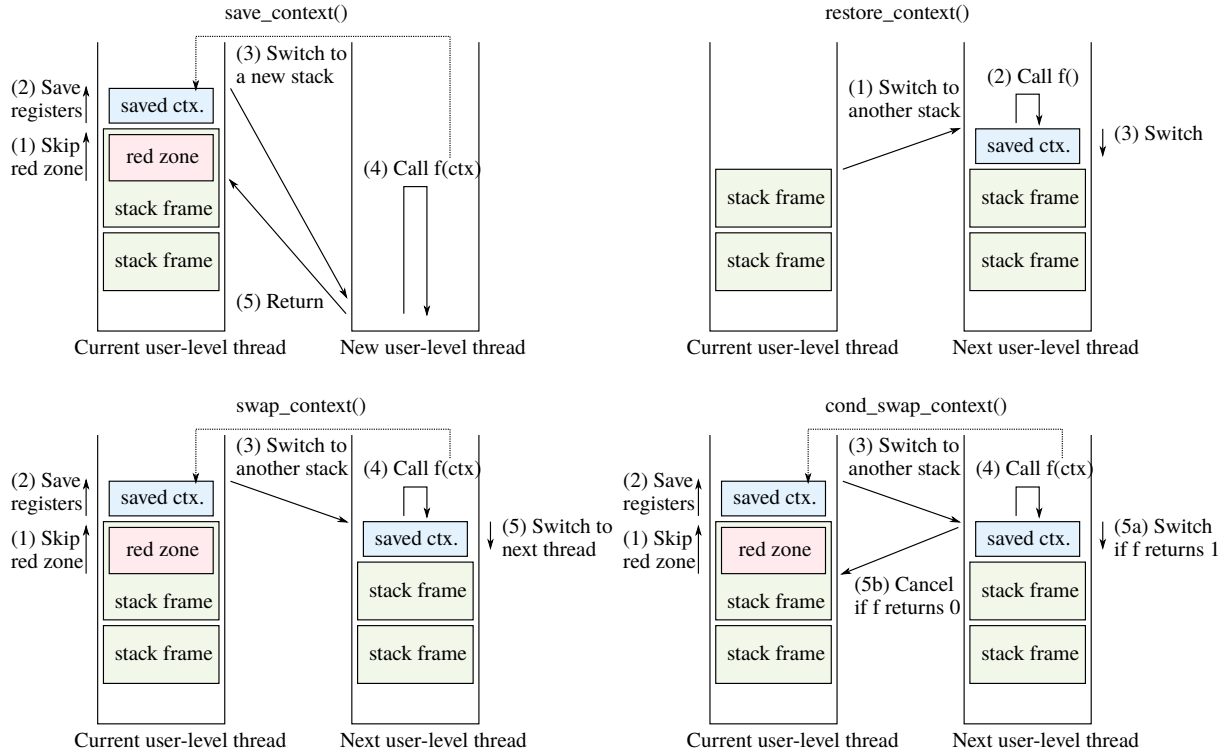 save_context()
(3) Switch to
a new stack
(2) Save
registers
saved ctx.
(1) Skip
red zone
red zone
(4) Call f(ctx)
stack frame
stack frame
(5) Return
Current user-level thread
New user-level thread
restore_context()
(1) Switch to
another stack
(2) Call f()
saved ctx.
(3) Switch
stack frame
stack frame
stack frame
stack frame
Current user-level thread
Next user-level thread
swap_context()
(3) Switch to
another stack
(2) Save
registers
saved ctx.
(4) Call f(ctx)
(1) Skip
red zone
red zone
saved ctx.
(5) Switch to
next thread
stack frame
stack frame
stack frame
stack frame
Current user-level thread
Next user-level thread
cond_swap_context()
(3) Switch to
another stack
(2) Save
registers
saved ctx.
(4) Call f(ctx)
(1) Skip
red zone
red zone
saved ctx.
(5a) Switch
if f returns 1
(5b) Cancel
if f returns 0
stack frame
stack frame
stack frame
stack frame
Current user-level thread
Next user-level thread